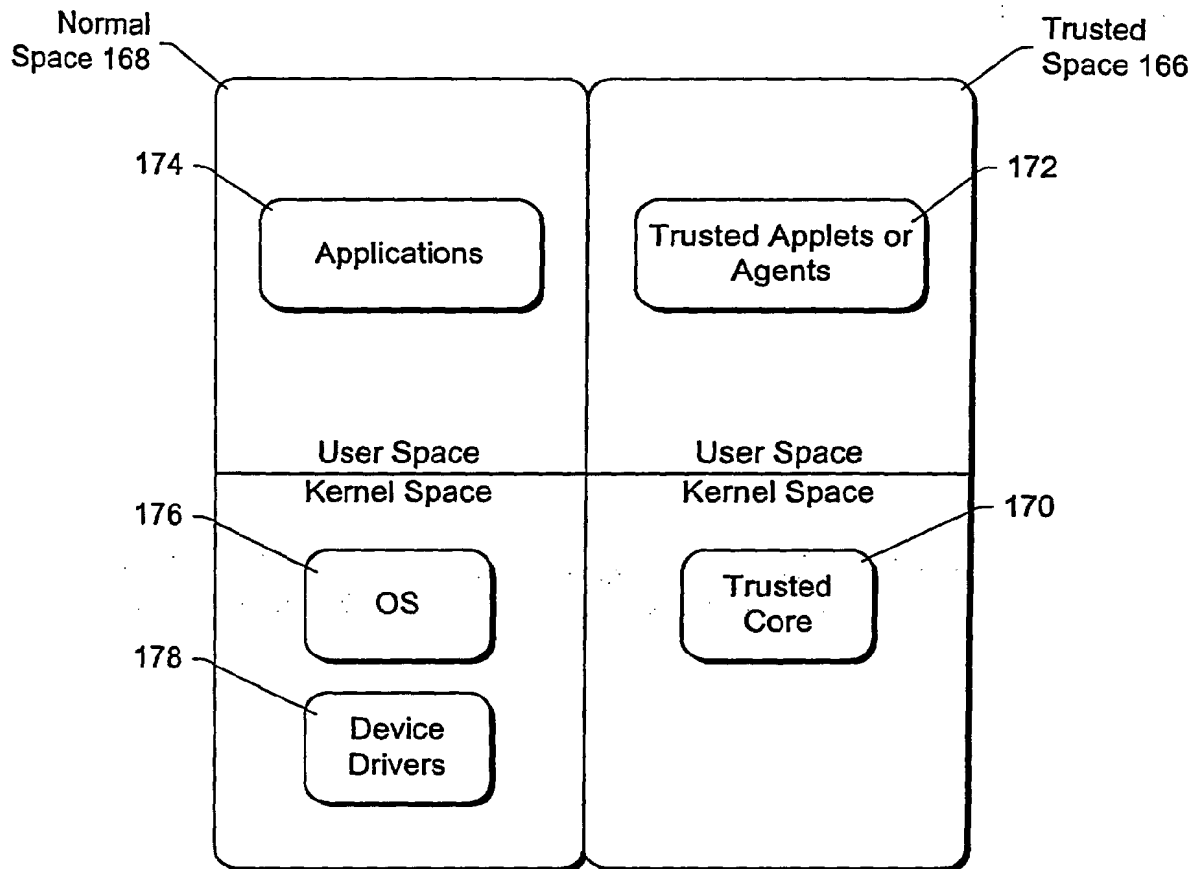 Normal
Space 168
Trusted
Space 166
174
172
Applications
Trusted Applets or
Agents
User Space
User Space
Kernel Space
Kernel Space
176
170
OS
Trusted
Core
178
Device
Drivers